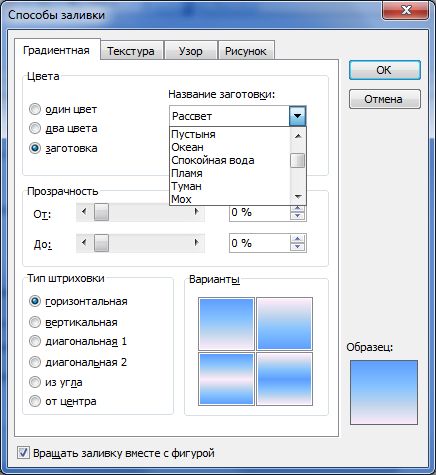 Способы заливки
Градиентная Текстура Узор Рисунок
Цвета
один цвет
два цвета
заготовка
Название заготовки:
Рассвет
Пустыня
Океан
Спокойная вода
Пламя
Туман
Мох
OK
Отмена
Прозрачность
От: 0 %
До: 0 %
Тип штриховки
горизонтальная
вертикальная
диагональная 1
диагональная 2
из угла
от центра
Варианты
Образец:
Вращать заливку вместе с фигурой